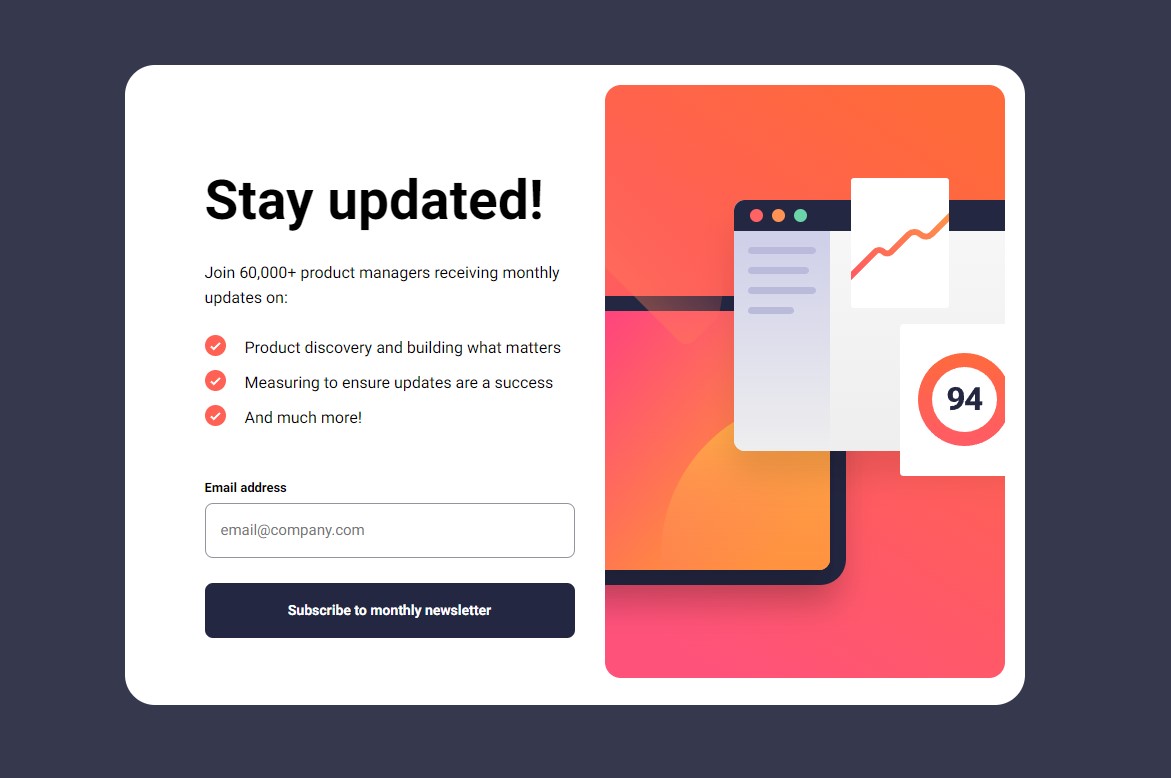 Stay updated!
Join 60,000+ product managers receiving monthly
updates on:
Product discovery and building what matters
Measuring to ensure updates are a success
And much more!
Email address
email@company.com
Subscribe to monthly newsletter
94